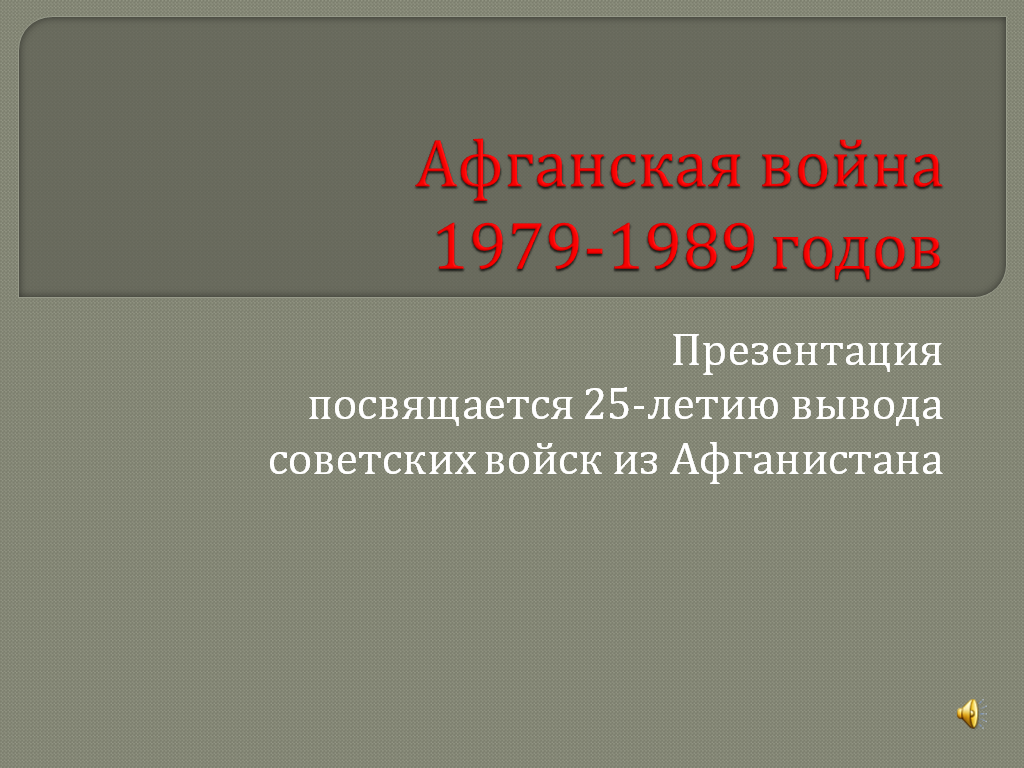 Афганская война
1979-1989 годов
Презентация
посвящается 25-летию вывода
советских войск из Афганистана